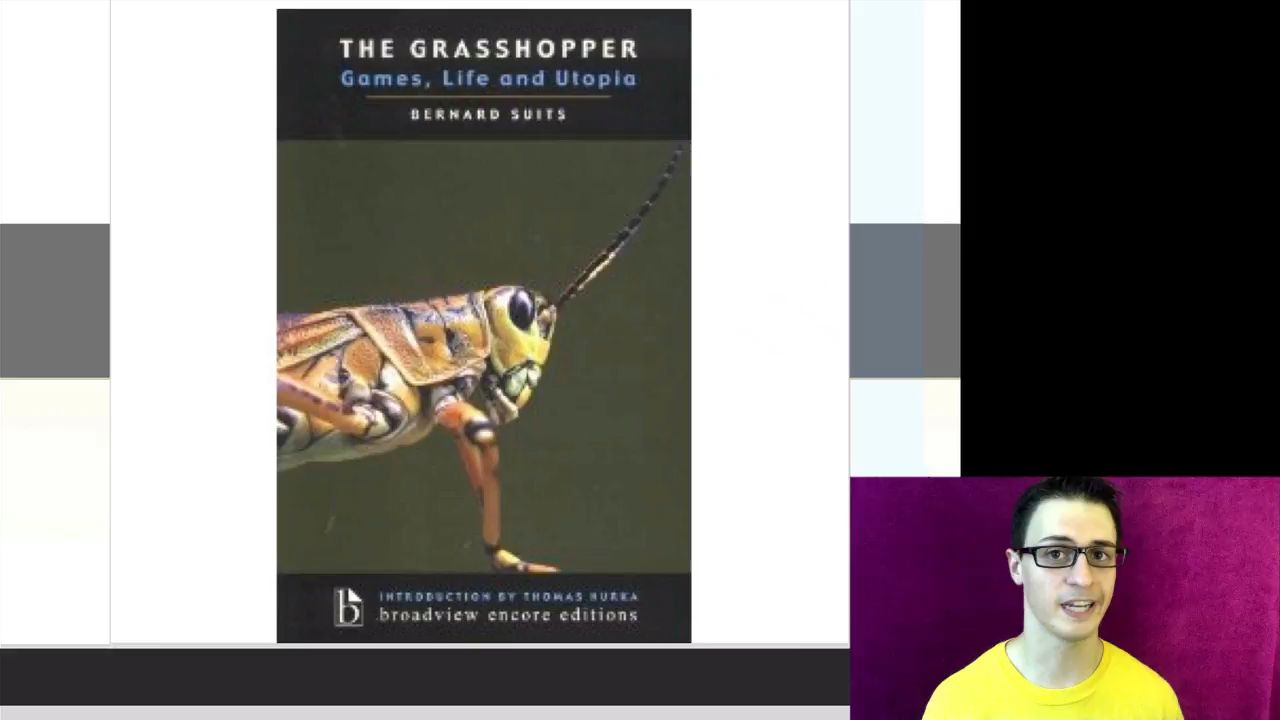 THE GRASSHOPPER
Games, Life and Utopia
BERNARD SUITS
b
INTRODUCTION BY THOMAS HURKA
broadview encore editions